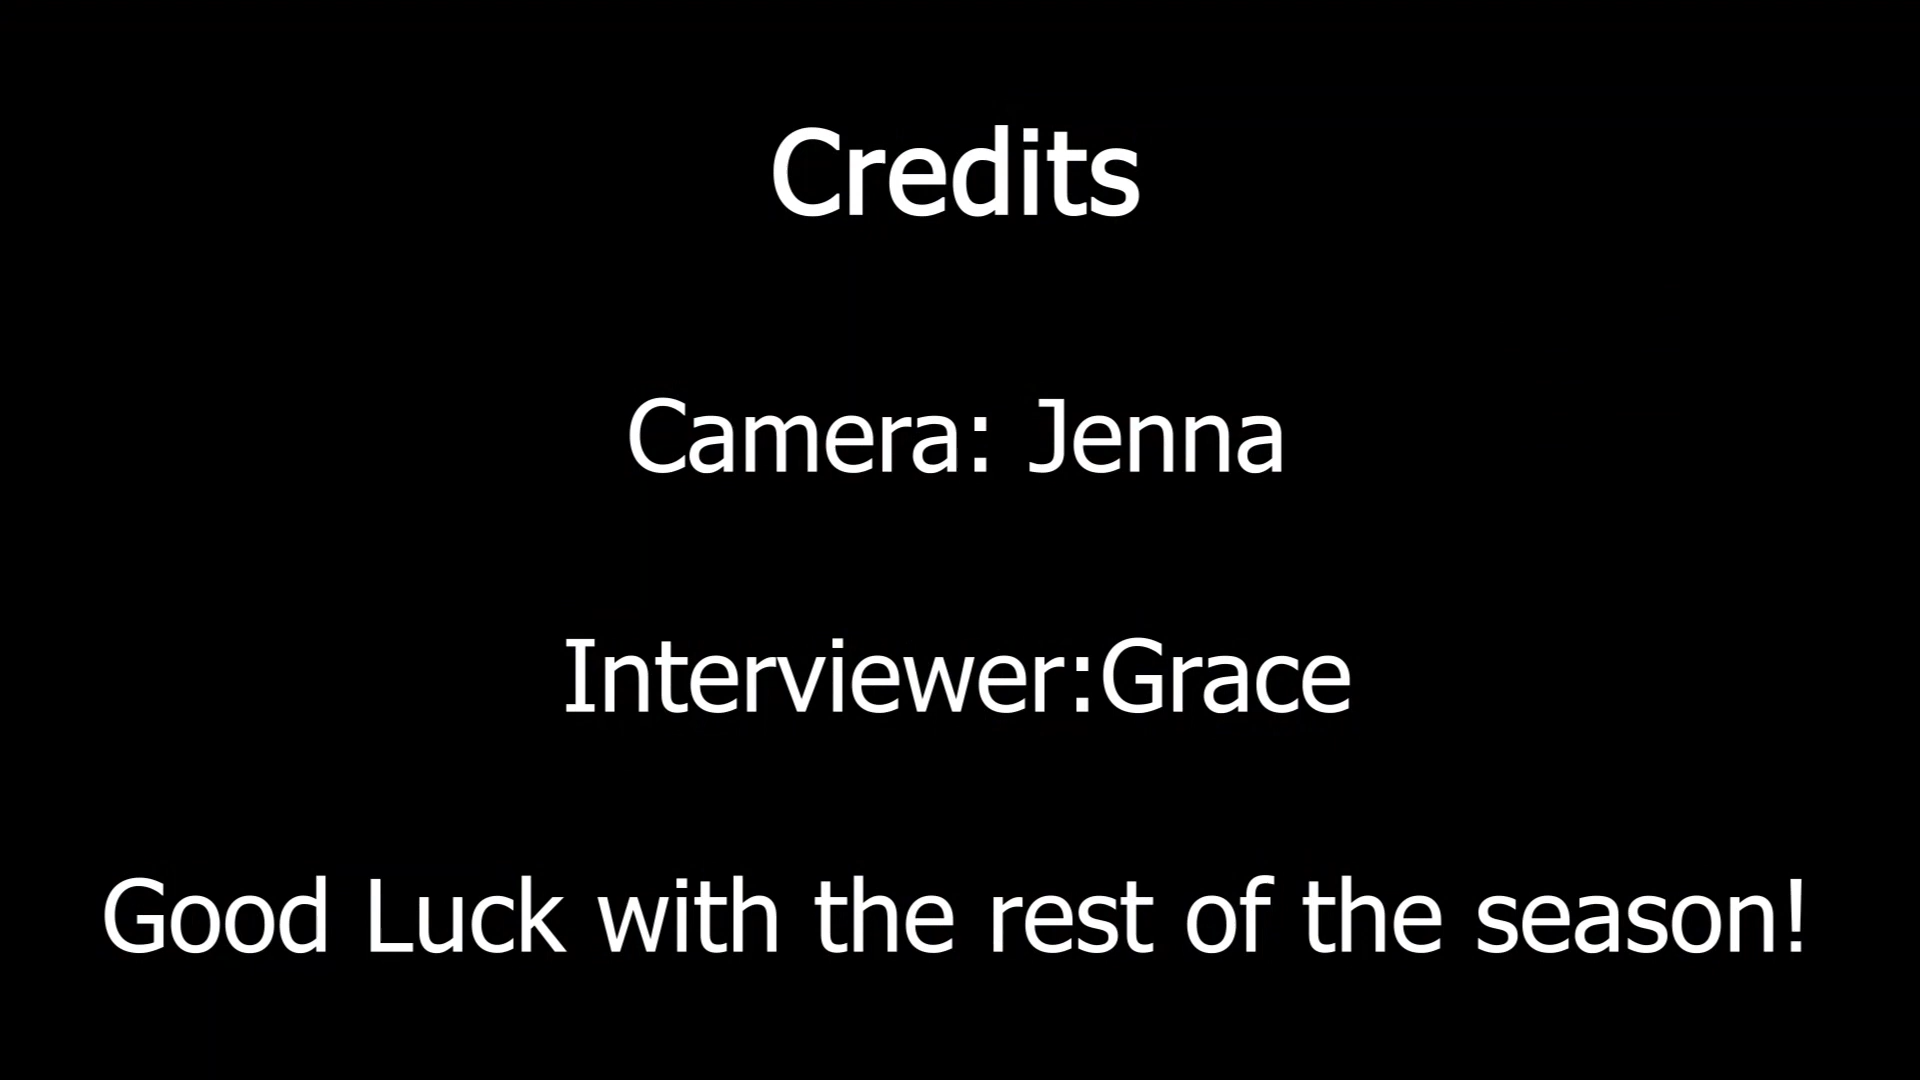 Credits
Camera: Jenna
Interviewer:Grace
Good Luck with the rest of the season!